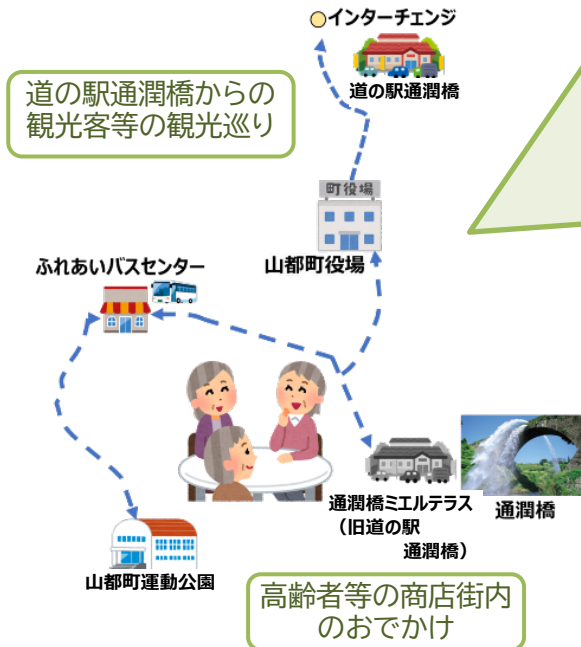 インターチェンジ
道の駅通潤橋
道の駅通潤橋からの
観光客等の観光巡り
町役場
山都町役場
ふれあいバスセンター
通潤橋ミエルテラス
（旧道の駅
通潤橋）
通潤橋
山都町運動公園
高齢者等の商店街内
のおでかけ